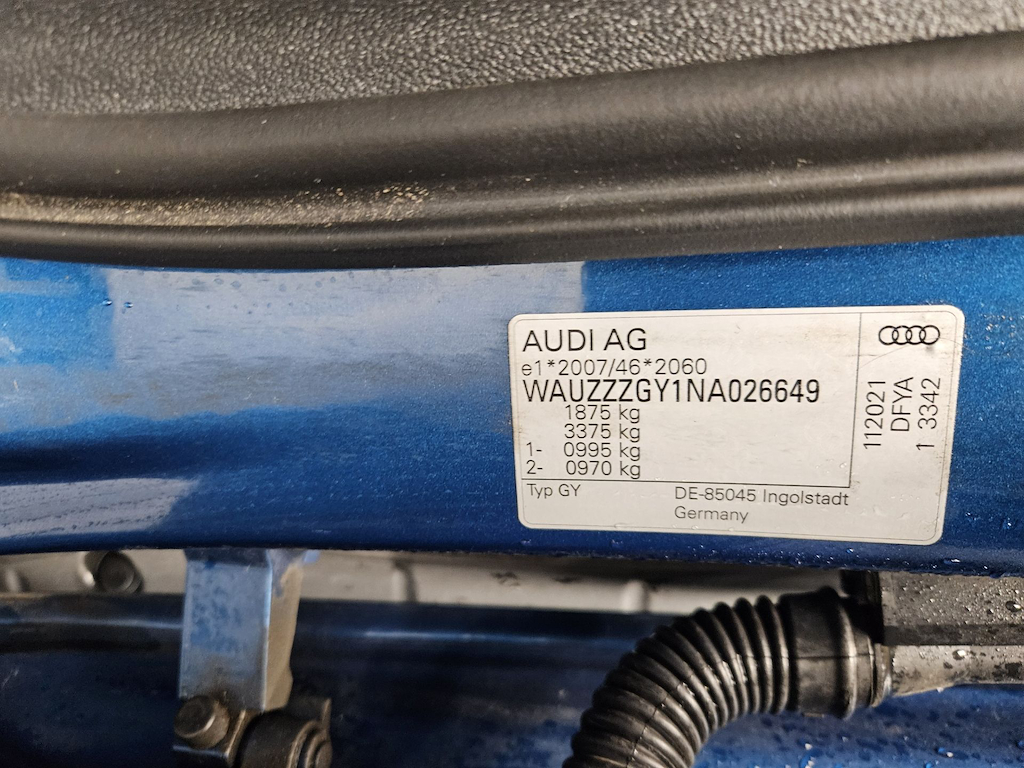 AUDI AG
e1*2007/46*2060
WAUZZZGY1NA026649
1875 kg
3375 kg
1- 0995 kg
2- 0970 kg
Typ GY
DE-85045 Ingolstadt
Germany
112021
DFYA
1 3342